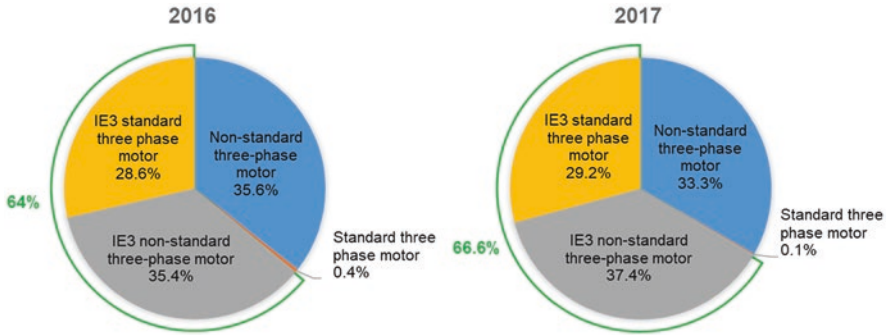 2016
IE3 standard
three phase
motor
28.6%
Non-standard
three-phase
motor
35.6%
64%
IE3 non-standard
three-phase motor
35.4%
Standard three
phase motor
0.4%
2017
IE3 standard
three phase
motor
29.2%
Non-standard
three-phase
motor
33.3%
66.6%
IE3 non-standard
three-phase motor
37.4%
Standard three
phase motor
0.1%